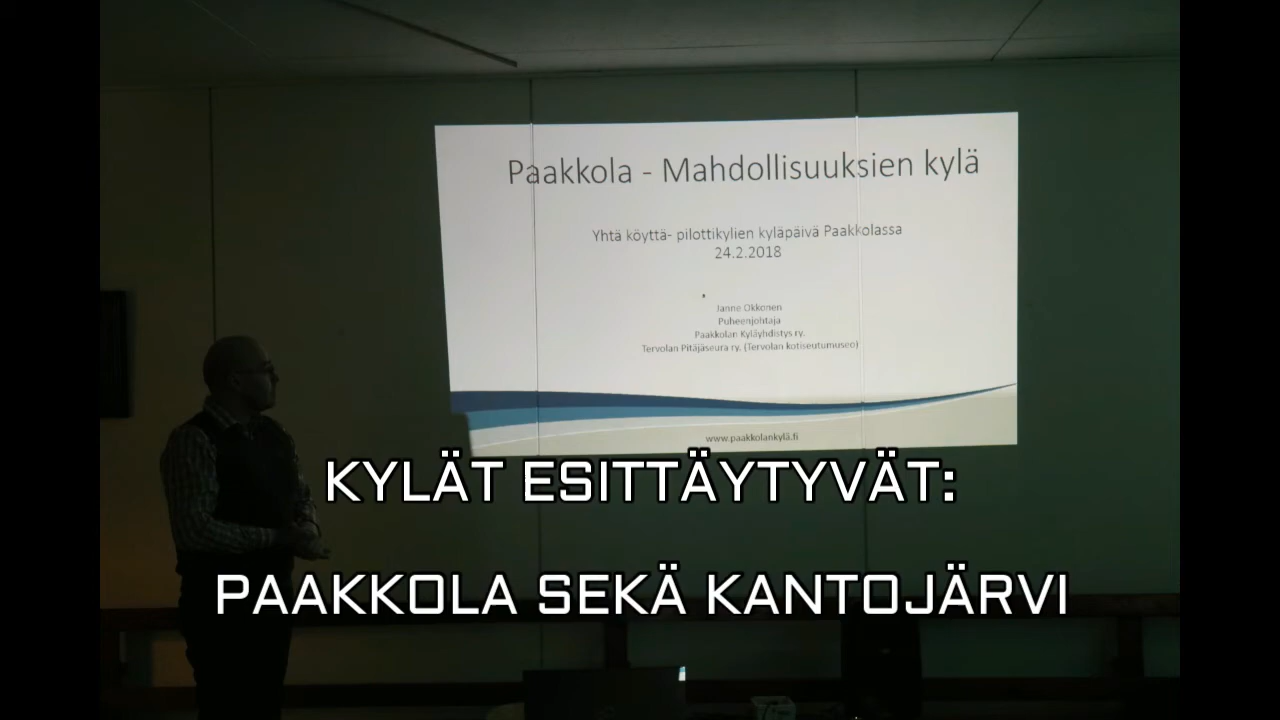 Paakkola - Mahdollisuuksien kylä
Yhtä köyttä- pilottikylien kyläpäivä Paakkolassa
24.2.2018
Janne Okkonen
Puheenjohtaja
Paakkolan Kyläyhdistys ry.
Tervolan Pitäjäseura ry. (Tervolan kotiseutumuseo)
www.paakkolankylä.fi
KYLÄT ESITTÄYTYVÄT:
PAAKKOLA SEKÄ KANTOJÄRVI